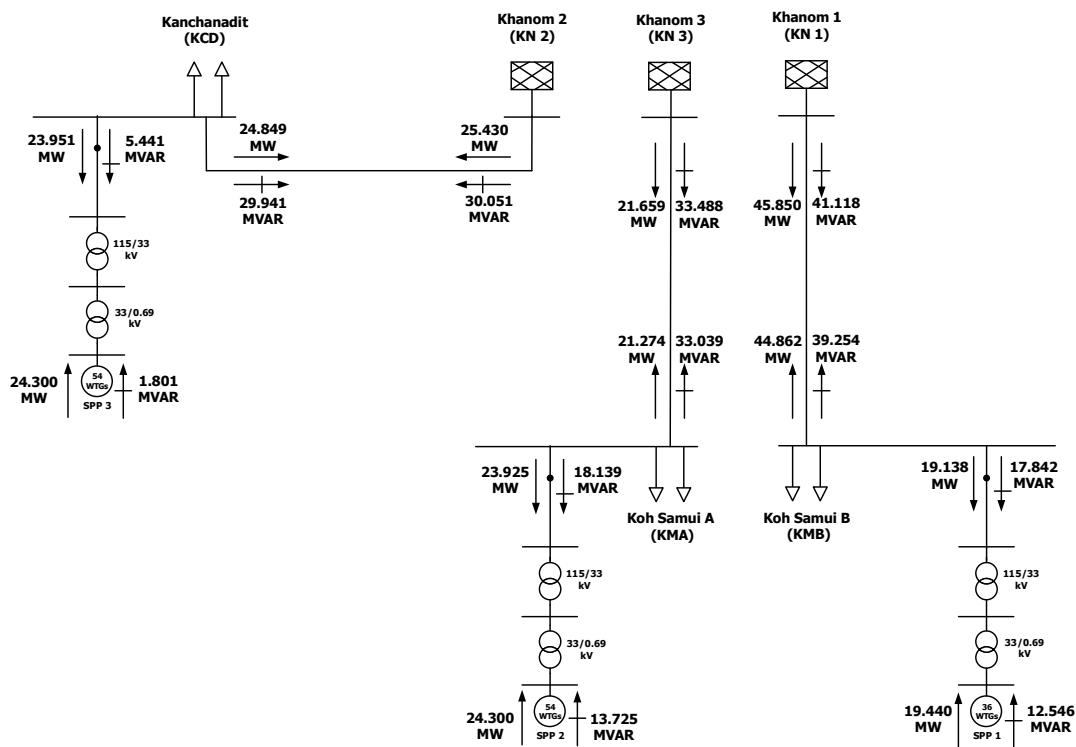 Kanchanadit
(KCD)
Khanom 2
(KN 2)
Khanom 3
(KN 3)
Khanom 1
(KN 1)
23.951
MW
5.441
MVAR
24.849
MW
25.430
MW
29.941
MVAR
30.051
MVAR
21.659
MW
33.488
MVAR
45.850
MW
41.118
MVAR
115/33
kV
33/0.69
kV
24.300
MW
54
WTGs
1.801
MVAR
SPP 3
21.274
MW
33.039
MVAR
44.862
MW
39.254
MVAR
23.925
MW
18.139
MVAR
Koh Samui A
(KMA)
Koh Samui B
(KMB)
19.138
MW
17.842
MVAR
115/33
kV
33/0.69
kV
115/33
kV
33/0.69
kV
24.300
MW
54
WTGs
13.725
MVAR
SPP 2
19.440
MW
36
WTGs
12.546
MVAR
SPP 1